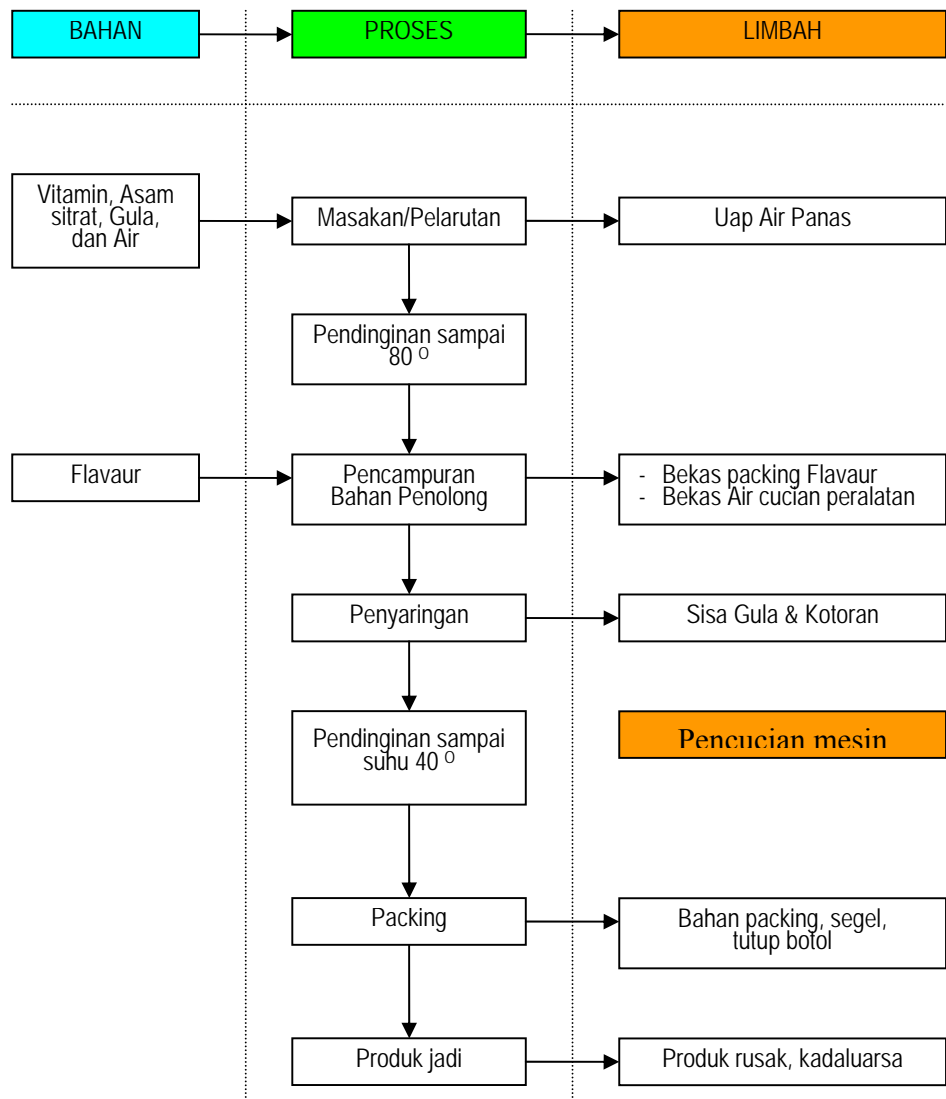 BAHAN
PROSES
LIMBAH
Vitamin, Asam
sitrat, Gula,
dan Air
Masakan/Pelarutan
Uap Air Panas
Pendinginan sampai
80 O
Flavaur
Pencampuran
Bahan Penolong
- Bekas packing Flavaur
- Bekas Air cucian peralatan
Penyaringan
Sisa Gula & Kotoran
Pendinginan sampai
suhu 40 O
Pencucian mesin
Packing
Bahan packing, segel,
tutup botol
Produk jadi
Produk rusak, kadaluarsa